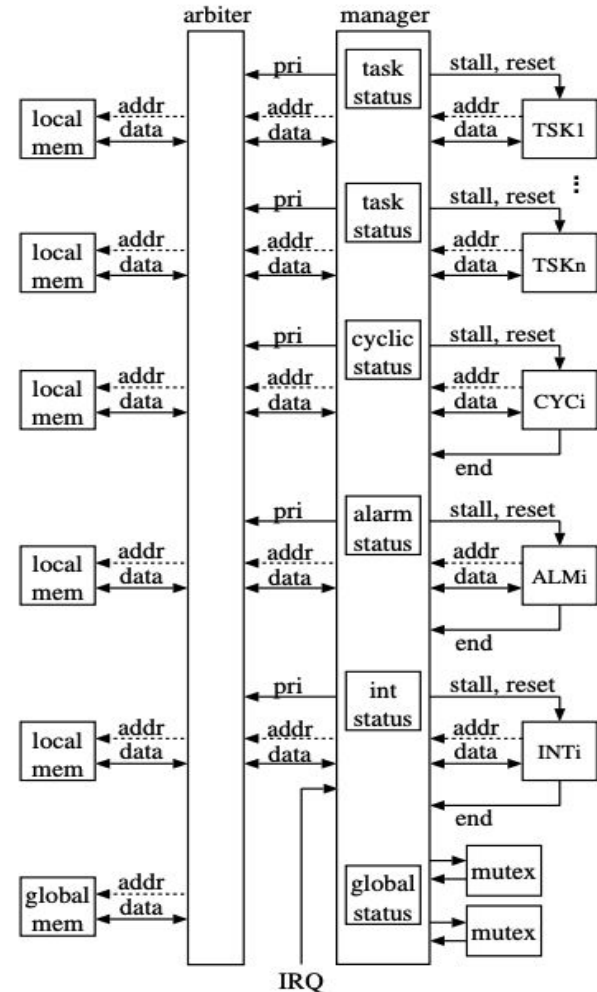 arbiter manager
pri task status stall, reset
local mem addr data addr data addr data TSK1
⋮
pri task status stall, reset
local mem addr data addr data addr data TSKn
pri cyclic status stall, reset
local mem addr data addr data addr data CYCi
end
pri alarm status stall, reset
local mem addr data addr data addr data ALMi
end
pri int status stall, reset
local mem addr data addr data addr data INTi
end
global mem addr data global status mutex
mutex
IRQ